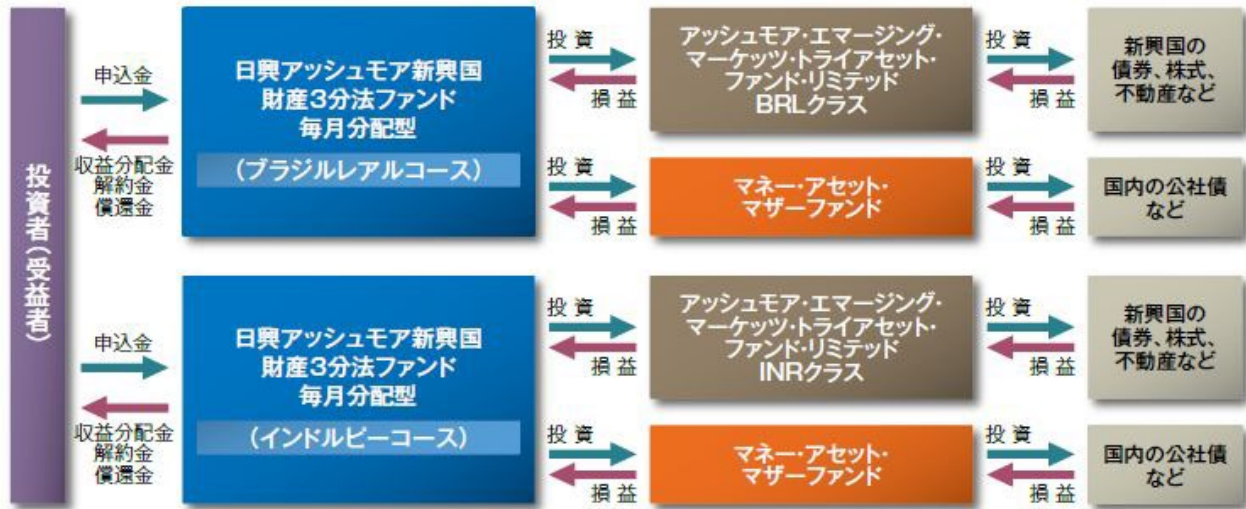 投資者(受益者)
申込金
収益分配金
解約金
償還金
日興アッシュモア新興国
財産3分法ファンド
毎月分配型
(ブラジルレアルコース)
投資
損益
アッシュモア・エマージング・
マーケッツ・トライアセット・
ファンド・リミテッド
BRLクラス
投資
損益
新興国の
債券、株式、
不動産など
投資
損益
マネー・アセット・
マザーファンド
投資
損益
国内の公社債
など
申込金
収益分配金
解約金
償還金
日興アッシュモア新興国
財産3分法ファンド
毎月分配型
(インドルピーコース)
投資
損益
アッシュモア・エマージング・
マーケッツ・トライアセット・
ファンド・リミテッド
INRクラス
投資
損益
新興国の
債券、株式、
不動産など
投資
損益
マネー・アセット・
マザーファンド
投資
損益
国内の公社債
など